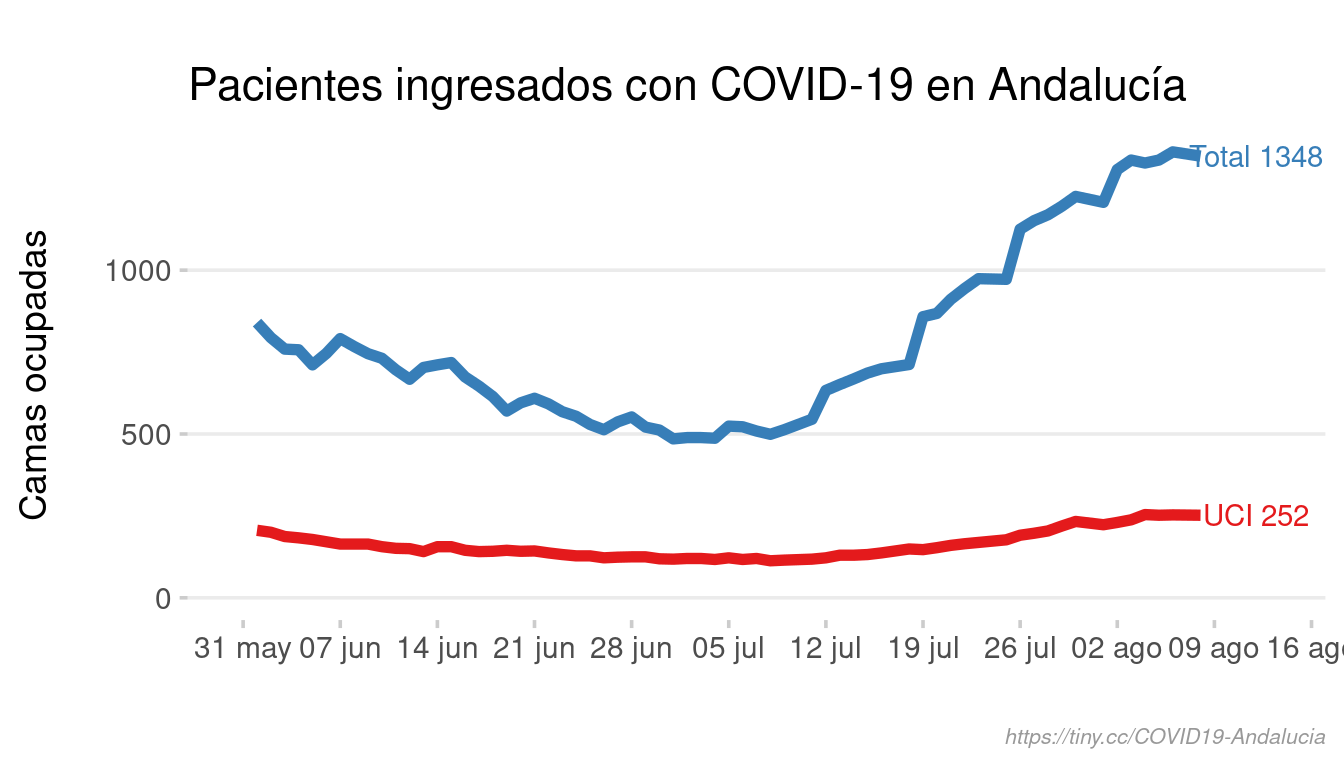 Pacientes ingresados con COVID-19 en Andalucía
Camas ocupadas
Total 1348
1000
500
UCI 252
0
31 may 07 jun 14 jun 21 jun 28 jun 05 jul 12 jul 19 jul 26 jul 02 ago 09 ago 16 ag
https://tiny.cc/COVID19-Andalucia